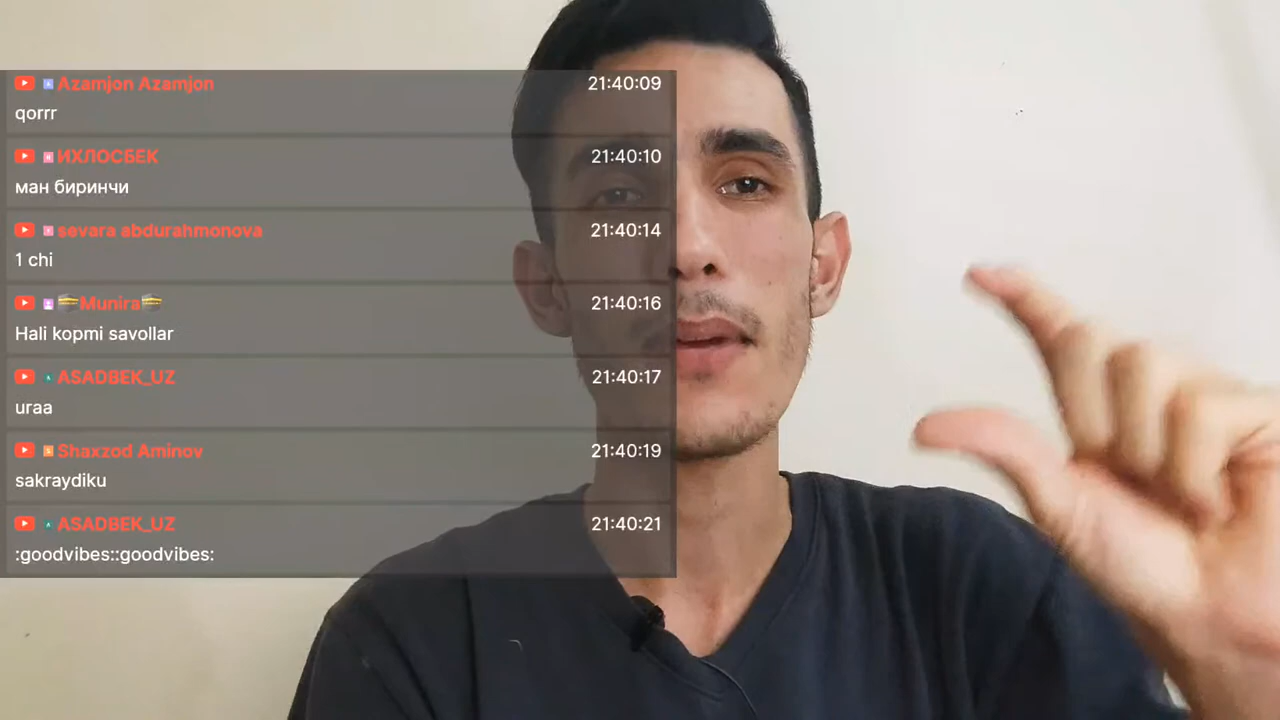 Azamjon Azamjon 21:40:09
qorrr
ИХЛОСБЕК 21:40:10
ман биринчи
sevara abdurahmonova 21:40:14
1 chi
🕋Munira🕋 21:40:16
Hali kopmi savollar
ASADBEK_UZ 21:40:17
uraa
Shaxzod Aminov 21:40:19
sakraydiku
ASADBEK_UZ 21:40:21
:goodvibes::goodvibes: